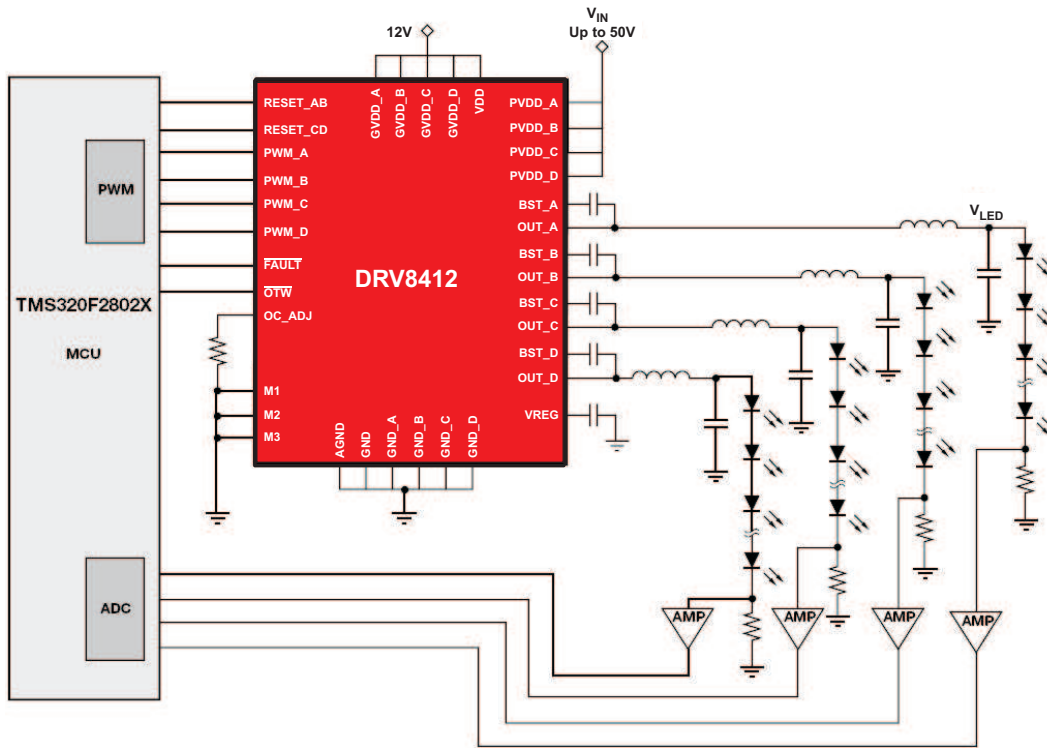 12V
V_IN
Up to 50V
GVDD_A
GVDD_B
GVDD_C
GVDD_D
VDD
RESET_AB
RESET_CD
PWM_A
PWM_B
PWM_C
PWM_D
FAULT
OTW
OC_ADJ
M1
M2
M3
PVDD_A
PVDD_B
PVDD_C
PVDD_D
BST_A
OUT_A
BST_B
OUT_B
BST_C
OUT_C
BST_D
OUT_D
VREG
DRV8412
AGND
GND
GND_A
GND_B
GND_C
GND_D
PWM
TMS320F2802X
MCU
ADC
V_LED
AMP
AMP
AMP
AMP